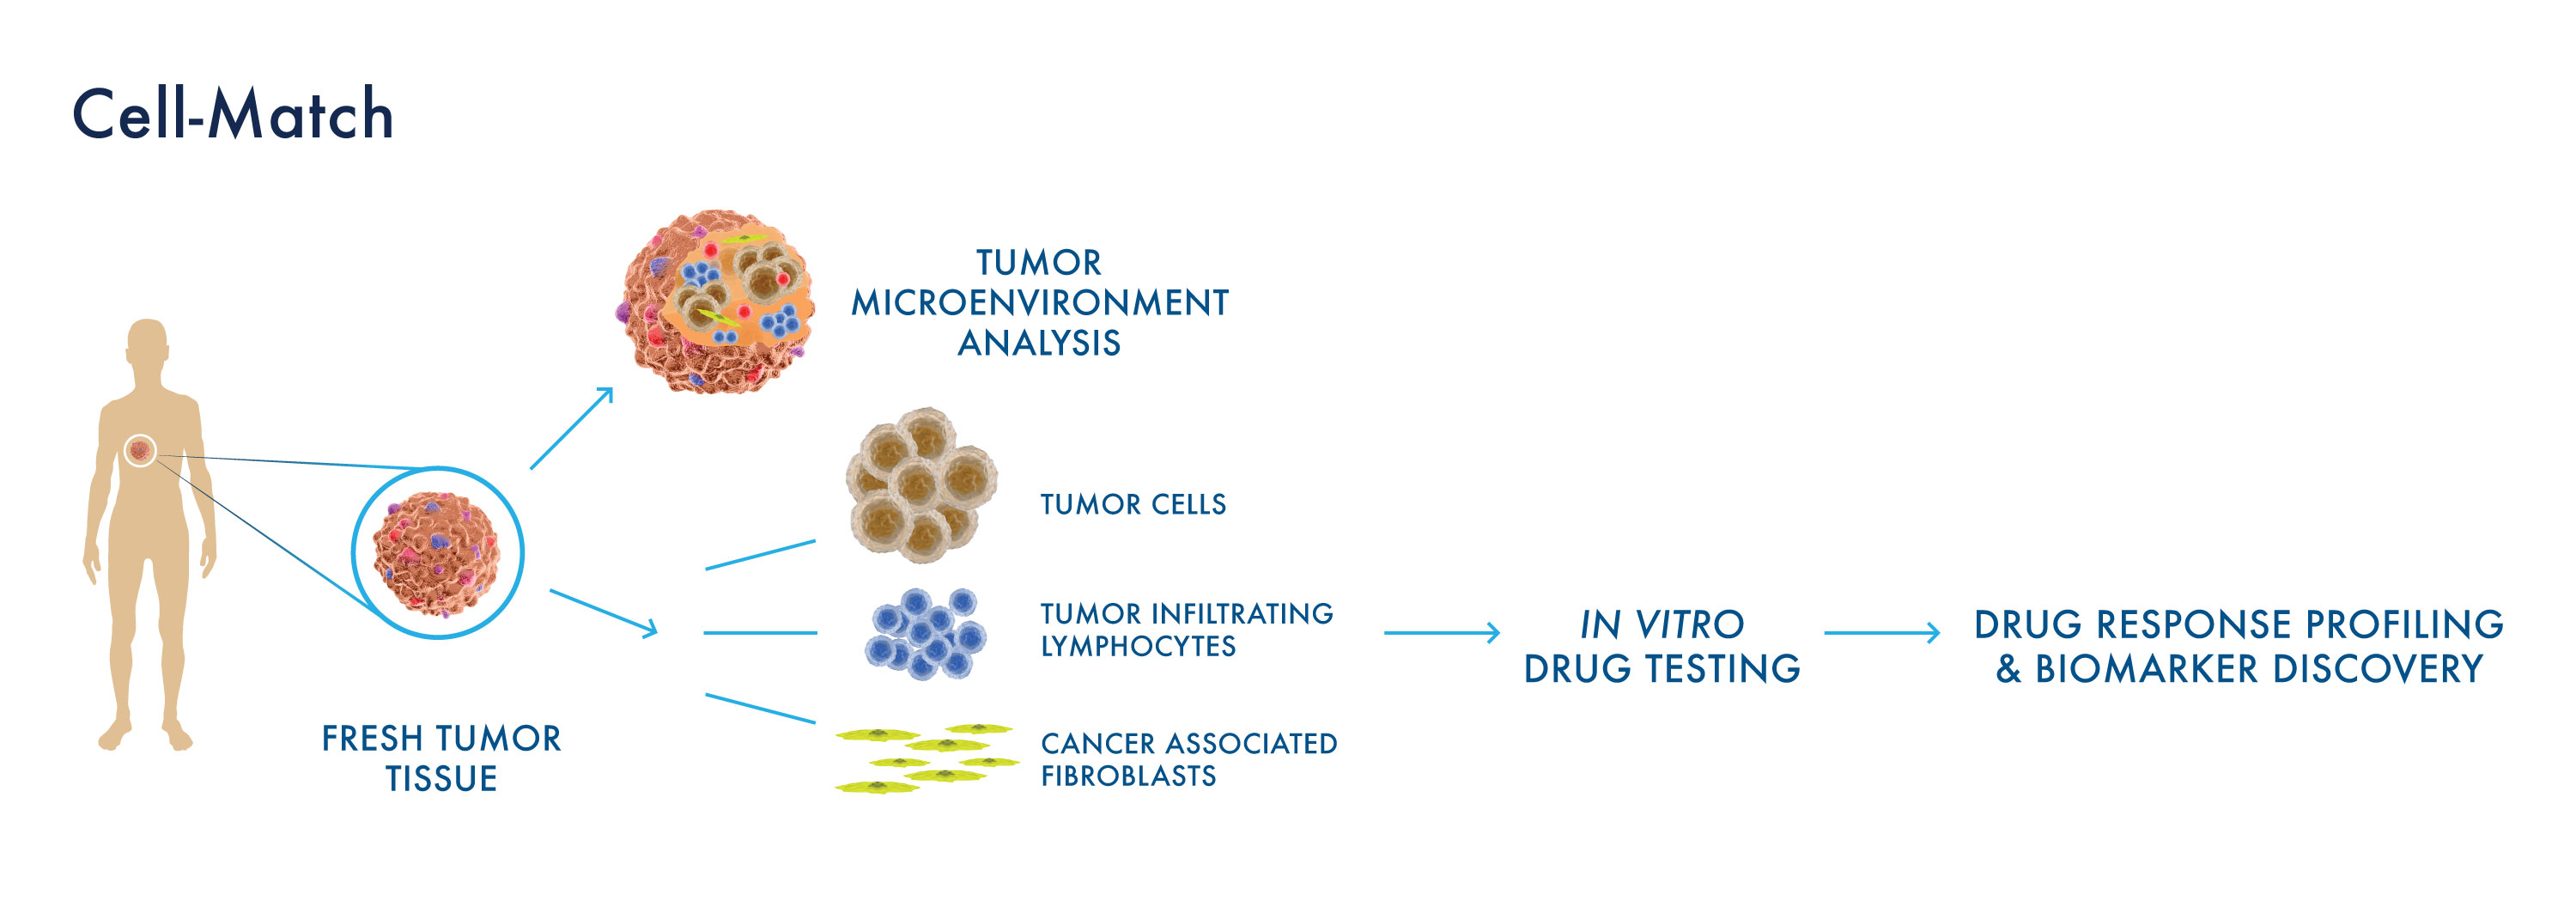 Cell-Match
TUMOR
MICROENVIRONMENT
ANALYSIS
FRESH TUMOR
TISSUE
TUMOR CELLS
TUMOR INFILTRATING
LYMPHOCYTES
CANCER ASSOCIATED
FIBROBLASTS
IN VITRO
DRUG TESTING
DRUG RESPONSE PROFILING
& BIOMARKER DISCOVERY